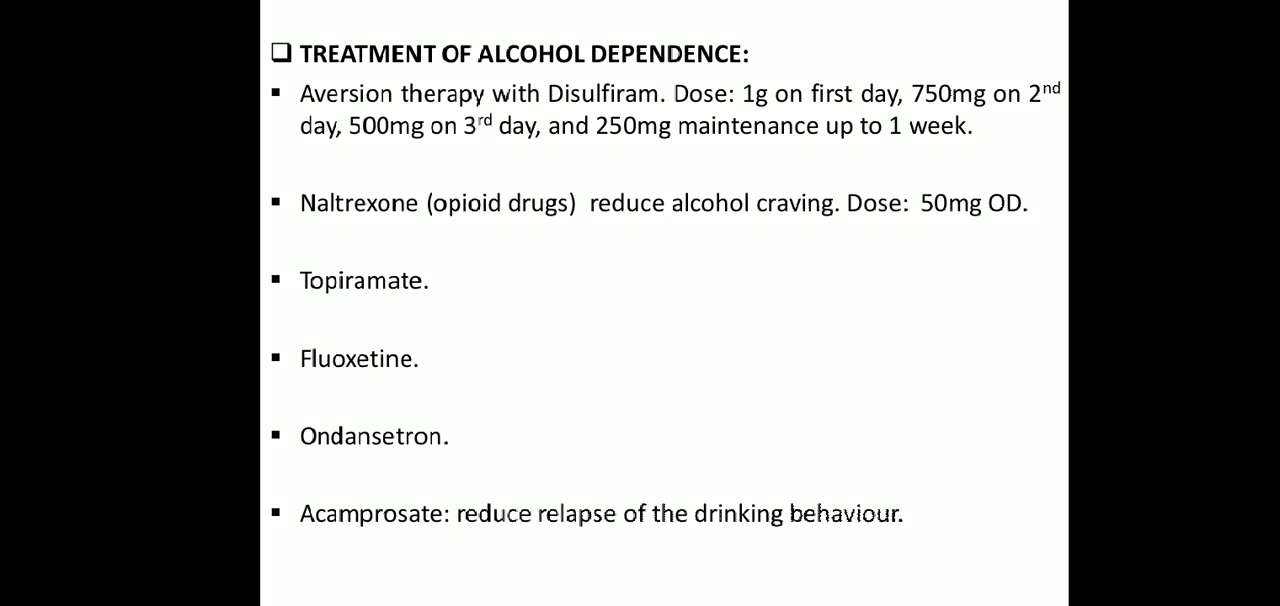 ❑ TREATMENT OF ALCOHOL DEPENDENCE:
▪ Aversion therapy with Disulfiram. Dose: 1g on first day, 750mg on 2nd
day, 500mg on 3rd day, and 250mg maintenance up to 1 week.
▪ Naltrexone (opioid drugs) reduce alcohol craving. Dose: 50mg OD.
▪ Topiramate.
▪ Fluoxetine.
▪ Ondansetron.
▪ Acamprosate: reduce relapse of the drinking behaviour.